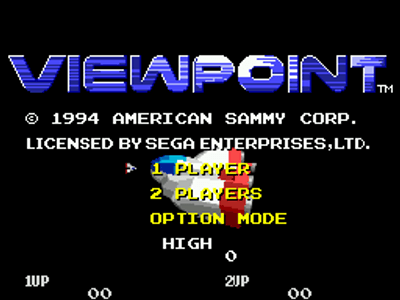 VIEWPOINT TM
© 1994 AMERICAN SAMMY CORP.
LICENSED BY SEGA ENTERPRISES,LTD.
1 PLAYER
2 PLAYERS
OPTION MODE
HIGH
0
1UP 2UP
00 00